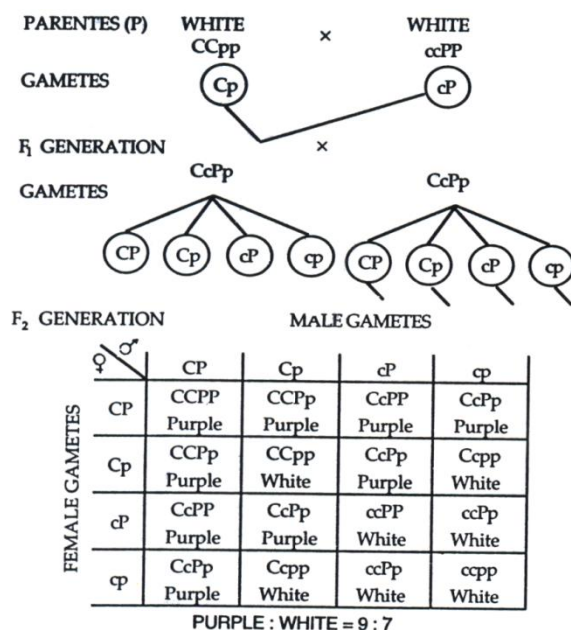 PARENTES (P) WHITE × WHITE
CCpp ccPP
GAMETES Cp cP
F₁ GENERATION ×
CcPp CcPp
GAMETES
CP Cp cP cp CP Cp cP cp
F₂ GENERATION MALE GAMETES
♀ ♂ CP Cp cP cp
FEMALE GAMETES
CP CCPP CCPp CcPP CcPp
Purple Purple Purple Purple
Cp CCPp CCpp CcPp Ccpp
Purple White Purple White
cP CcPP CcPp ccPP ccPp
Purple Purple White White
cp CcPp Ccpp ccPp ccpp
Purple White White White
PURPLE : WHITE = 9 : 7